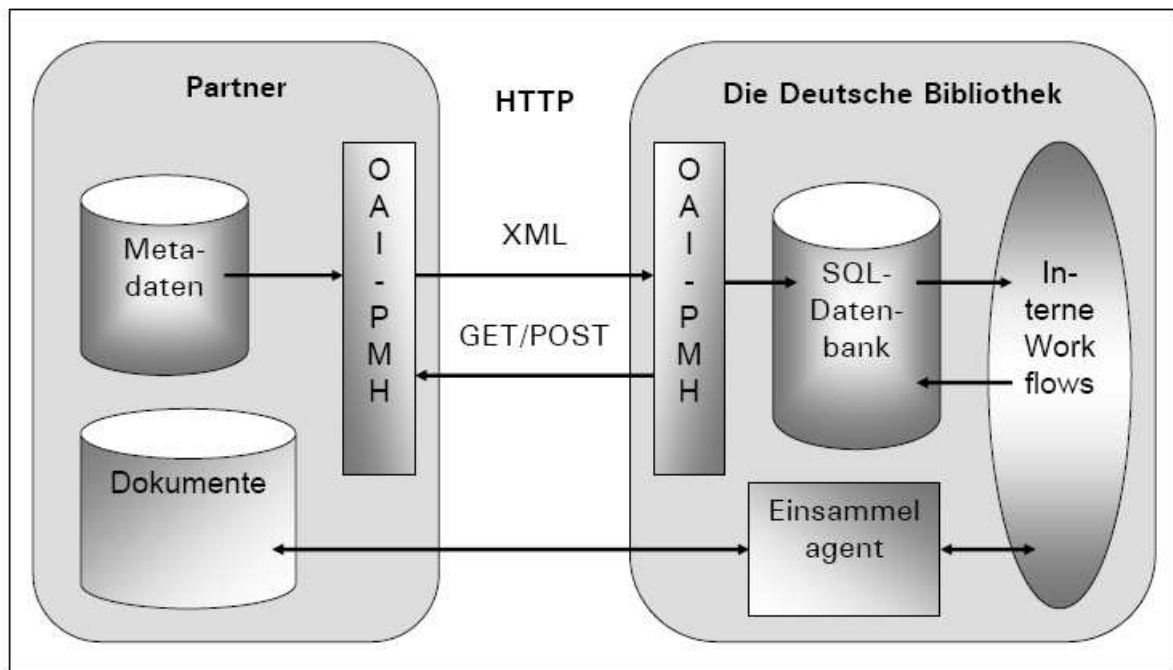 Partner
HTTP
Die Deutsche Bibliothek
Meta-
daten
O
A
I
-
P
M
H
XML
GET/POST
O
A
I
-
P
M
H
SQL-
Daten-
bank
In-
terne
Work
flows
Dokumente
Einsammel
agent